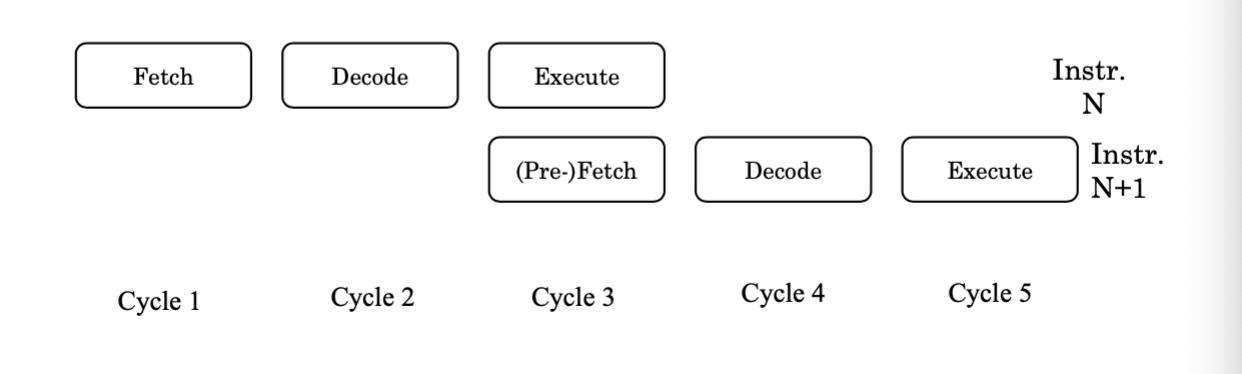 Fetch
Decode
Execute
Instr.
N
(Pre-)Fetch
Decode
Execute
Instr.
N+1
Cycle 1
Cycle 2
Cycle 3
Cycle 4
Cycle 5